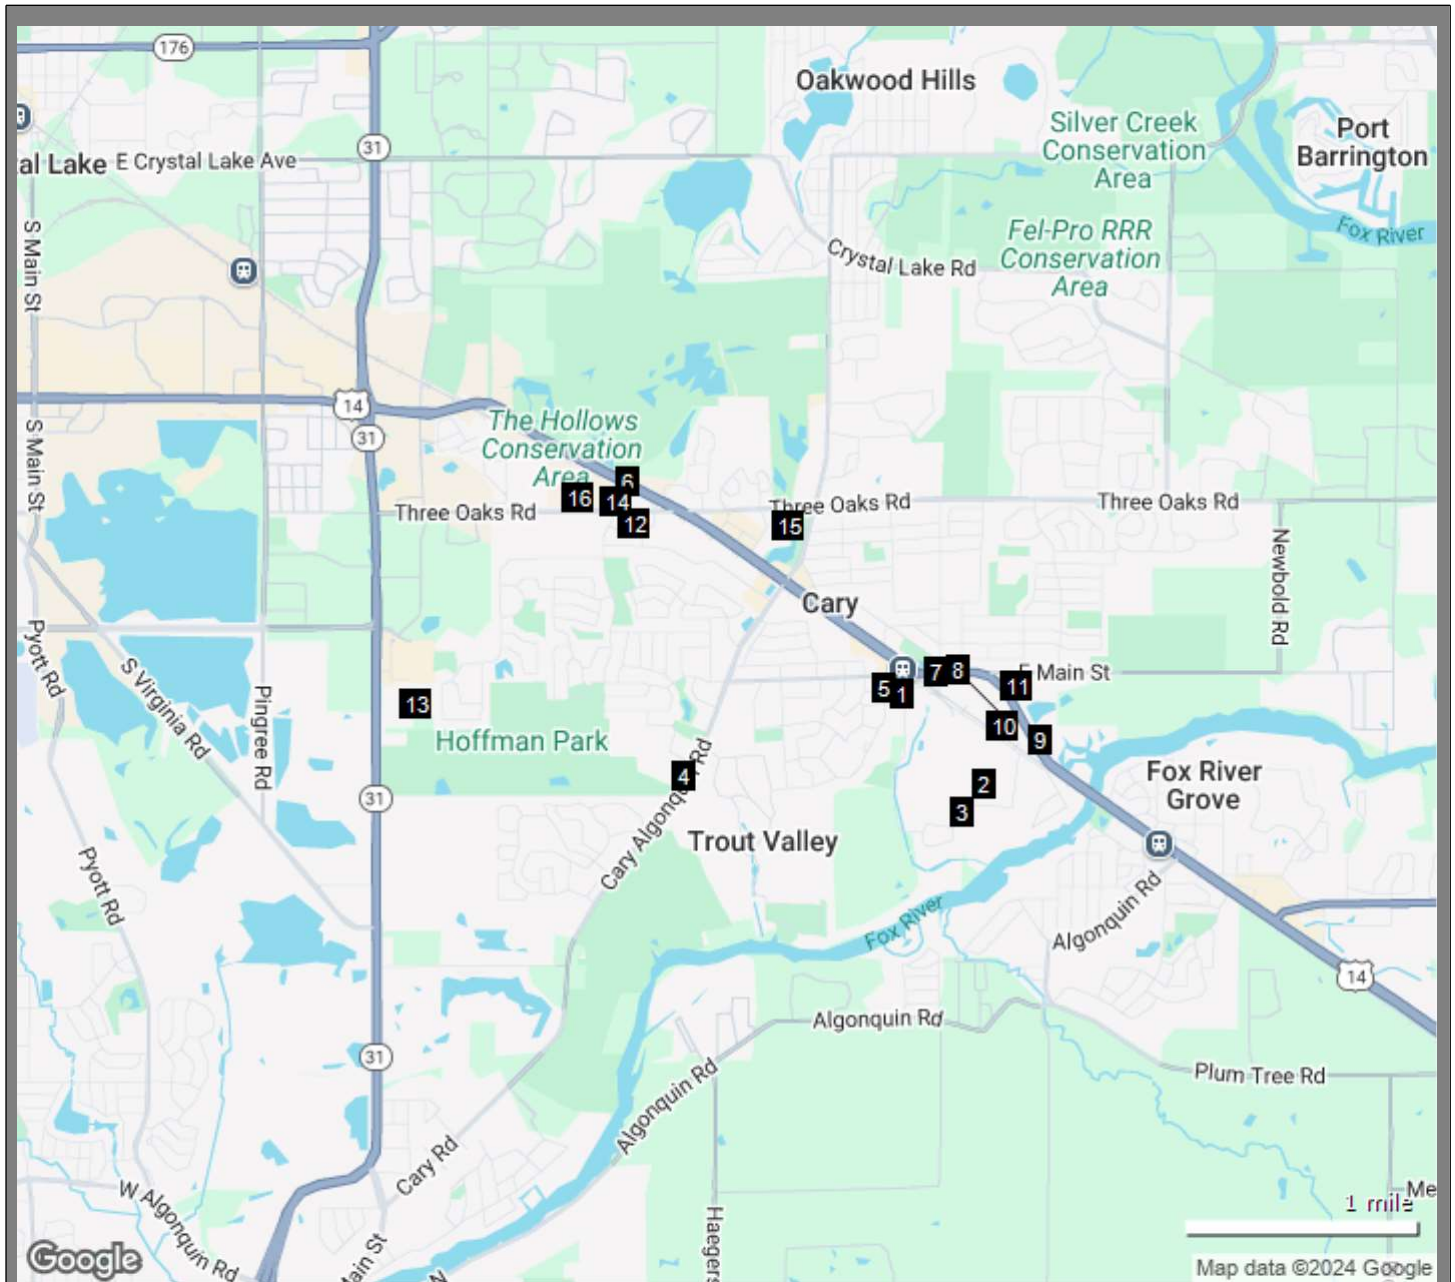 176
Oakwood Hills
Silver Creek
Conservation
Area
Port
Barrington
31
tal Lake
E Crystal Lake Ave
S Main St
Fel-Pro RRR
Conservation
Area
Fox River
Crystal Lake Rd
14
31
The Hollows
Conservation
Area
S Main St
6
16
14
12
Three Oaks Rd
Three Oaks Rd
15
Three Oaks Rd
Newbold Rd
Cary
Pyott Rd
S Virginia Rd
Pingree Rd
5
1
7
8
E Main St
11
13
10
9
Hoffman Park
4
2
3
Fox River
Grove
31
Cary Algonquin Rd
Trout Valley
Pyott Rd
Algonquin Rd
Fox River
14
Algonquin Rd
31
Algonquin Rd
Plum Tree Rd
Cary Rd
W Algonquin Rd
Main St
Haegers
N
Me
1 mile
Google
Map data ©2024 Google